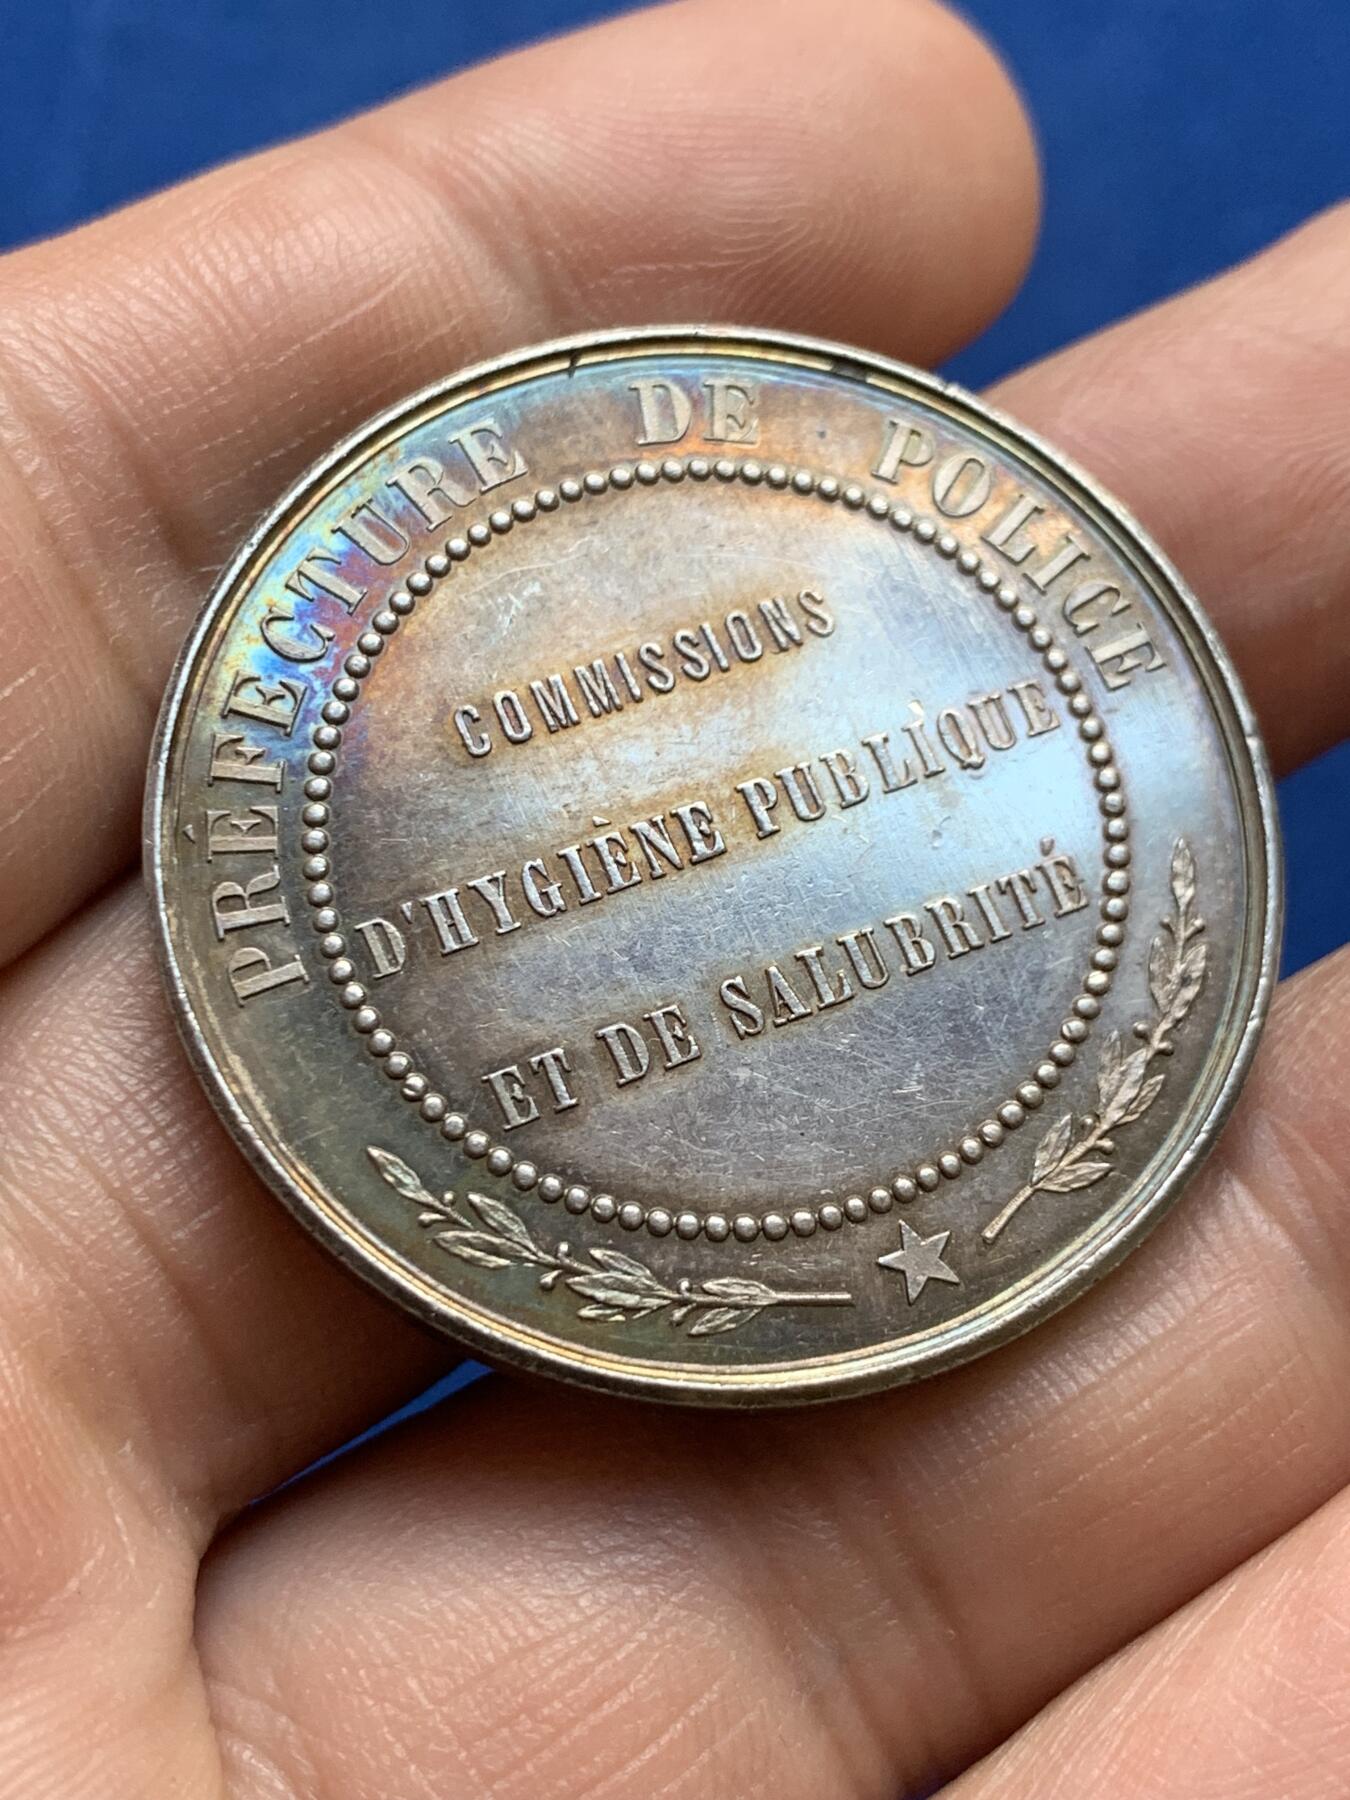 PRÉFECTURE DE POLICE
COMMISSIONS
D'HYGIÈNE PUBLIQUE
ET DE SALUBRITÉ